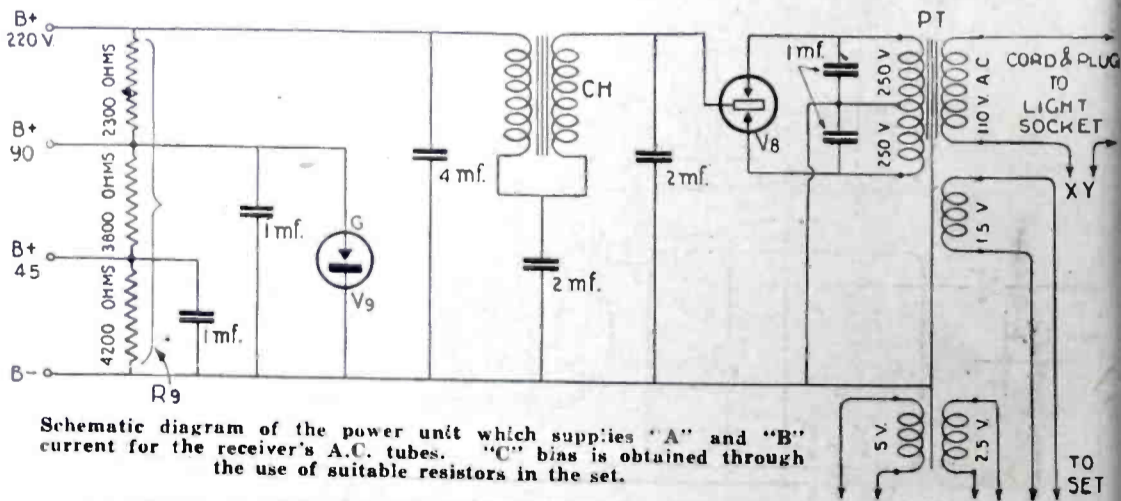 B+
220 V.
2300 OHMS
B+
90
3800 OHMS
B+
45
4200 OHMS
B-
R9
1 mf.
1 mf.
G
V9
4 mf.
CH
2 mf.
2 mf.
V8
1 mf.
250 V
250 V
PT
110 V. A C
CORD & PLUG
TO
LIGHT
SOCKET
X Y
1.5 V
5 V.
2.5 V.
TO
SET
Schematic diagram of the power unit which supplies "A" and "B"
current for the receiver's A.C. tubes. "C" bias is obtained through
the use of suitable resistors in the set.